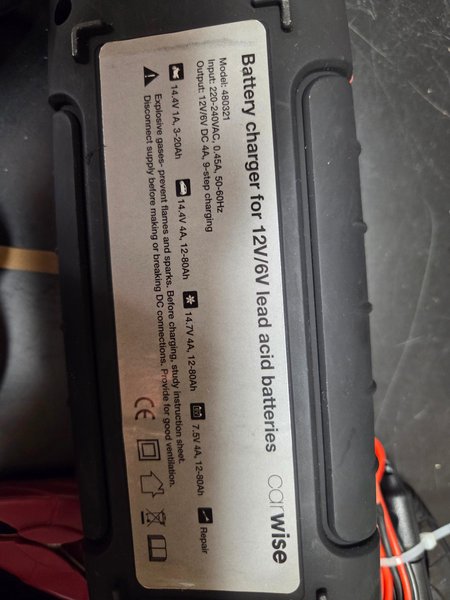 Battery charger for 12V/6V lead acid batteries
carwise
Model: 480321
Input: 220-240VAC, 0.45A, 50-60Hz
Output: 12V/6V DC 4A, 9-step charging
14.4V 1A, 3-20Ah
14.4V 4A, 12-80Ah
14.7V 4A, 12-80Ah
7.5V 4A, 12-80Ah
Repair
Explosive gases- prevent flames and sparks. Before charging, study instruction sheet.
Disconnect supply before making or breaking DC connections. Provide for good ventilation.
CE